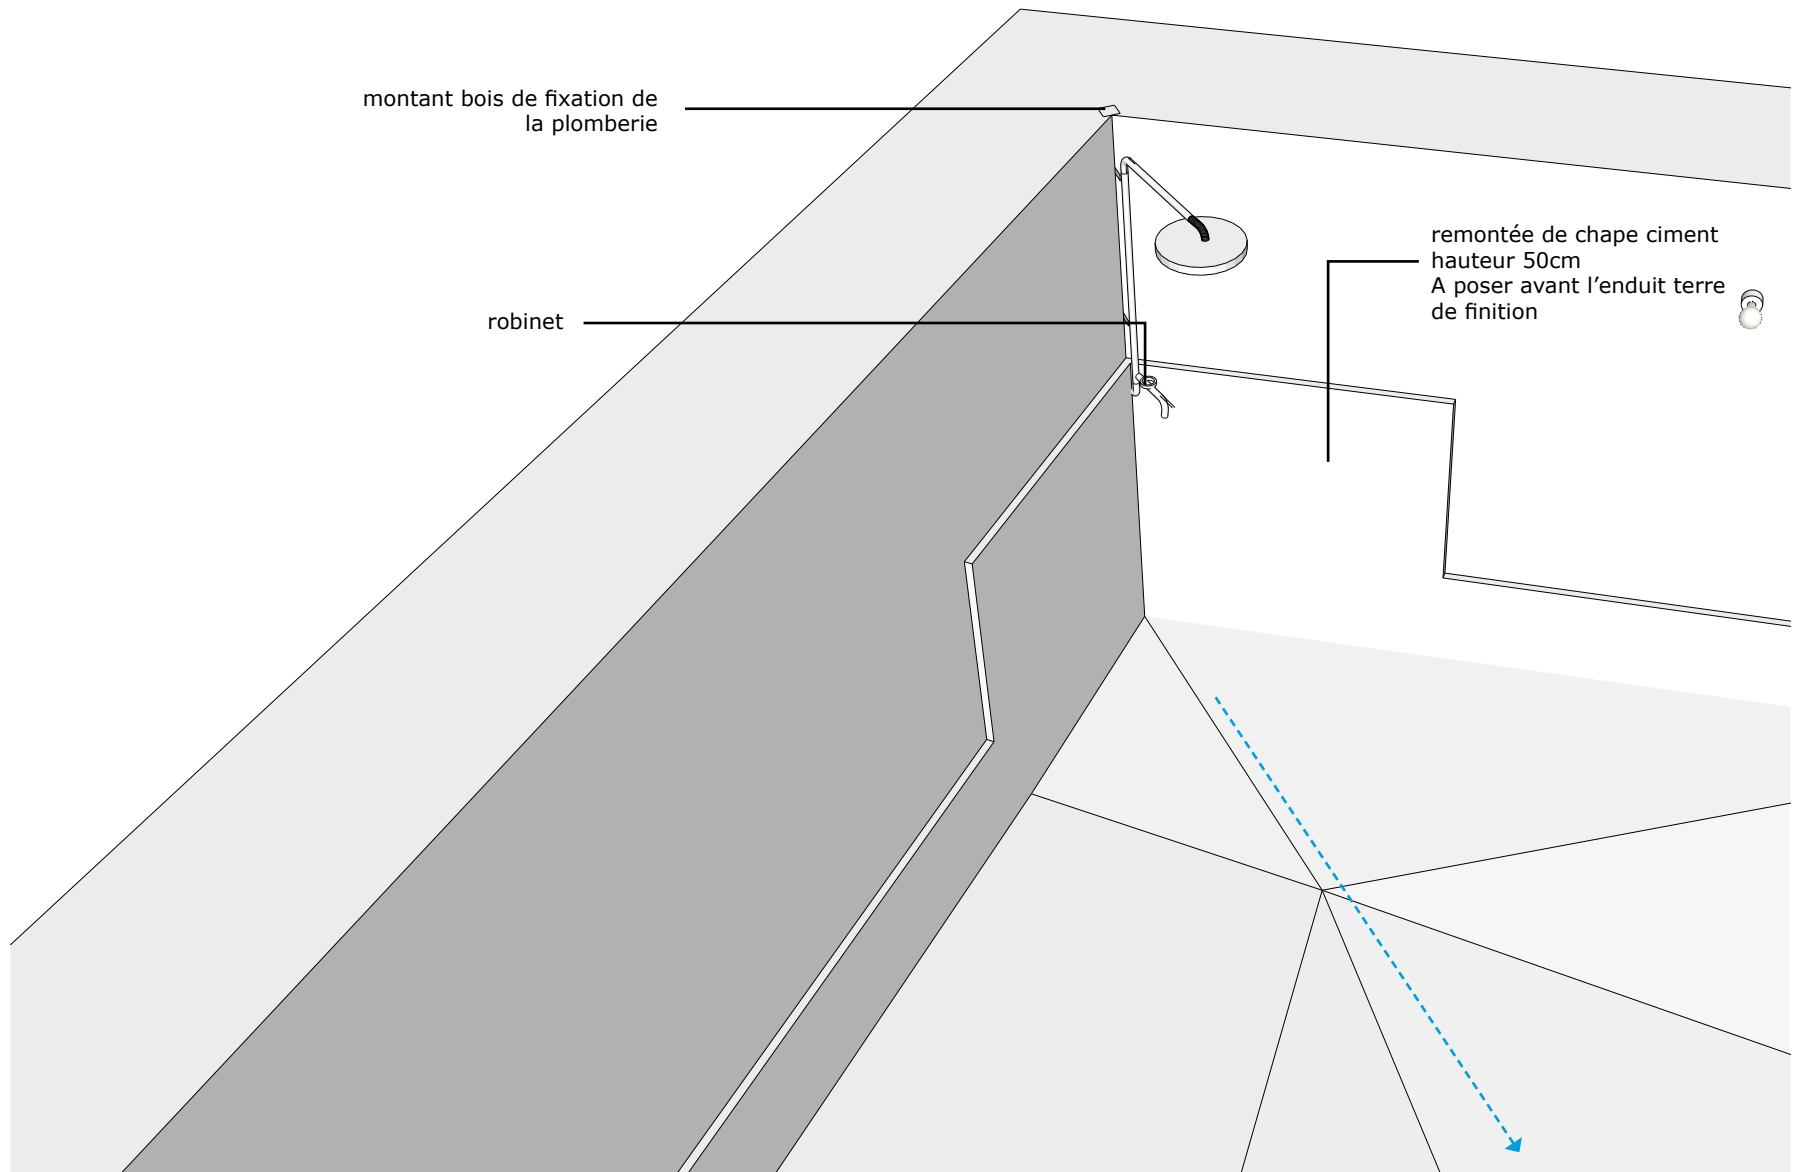 montant bois de fixation de
la plomberie
remontée de chape ciment
hauteur 50cm
A poser avant l’enduit terre
de finition
robinet